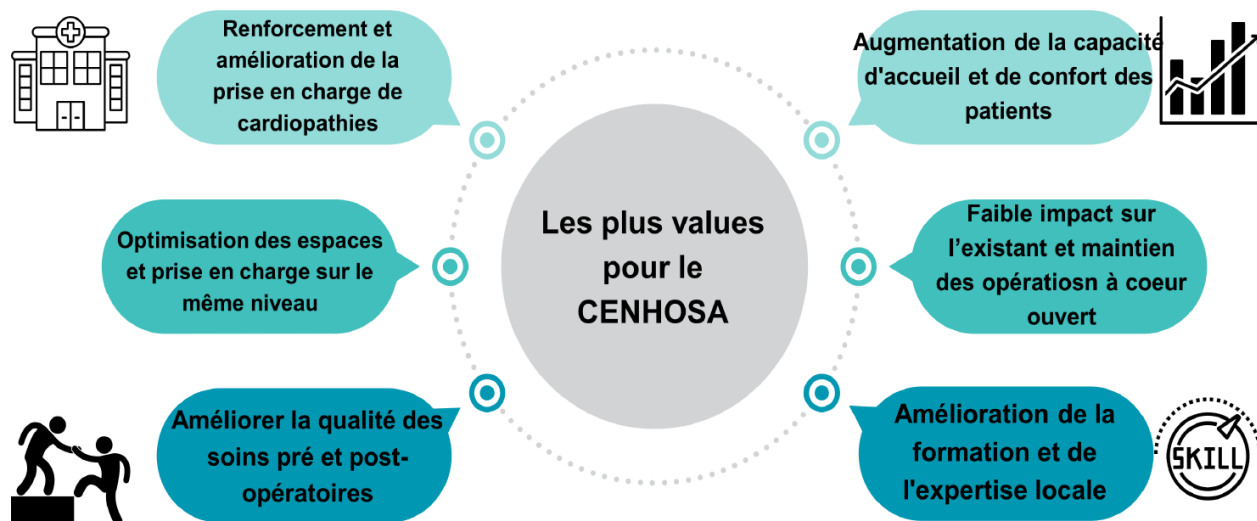 Renforcement et
amélioration de la
prise en charge de
cardiopathies
Augmentation de la capacité
d'accueil et de confort des
patients
Optimisation des espaces
et prise en charge sur le
même niveau
Les plus values
pour le
CENHOSA
Faible impact sur
l’existant et maintien
des opératiosn à coeur
ouvert
Améliorer la qualité des
soins pré et post-
opératoires
Amélioration de la
formation et de
l'expertise locale
SKILL